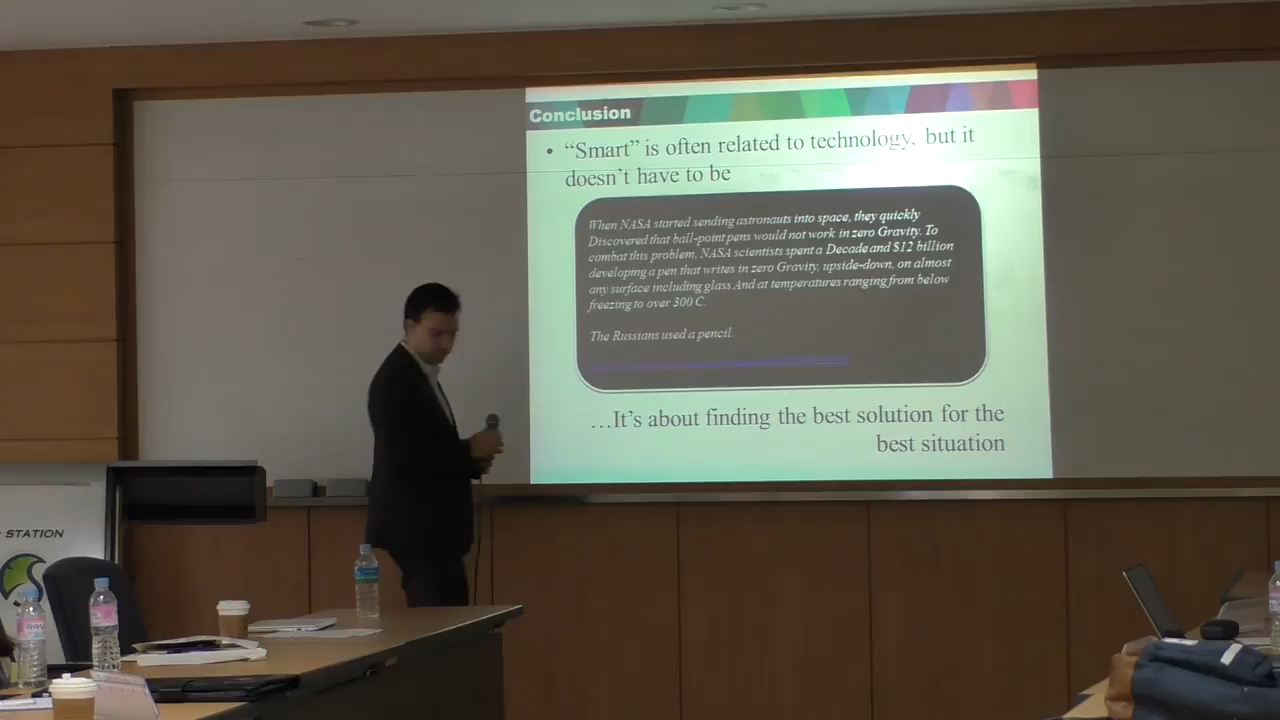 Conclusion
• “Smart” is often related to technology, but it
doesn’t have to be
When NASA started sending astronauts into space, they quickly
Discovered that ball-point pens would not work in zero Gravity. To
combat this problem, NASA scientists spent a Decade and $12 billion
developing a pen that writes in zero Gravity, upside-down, on almost
any surface including glass And at temperatures ranging from below
freezing to over 300 C.
The Russians used a pencil.
…It’s about finding the best solution for the
best situation
STATION